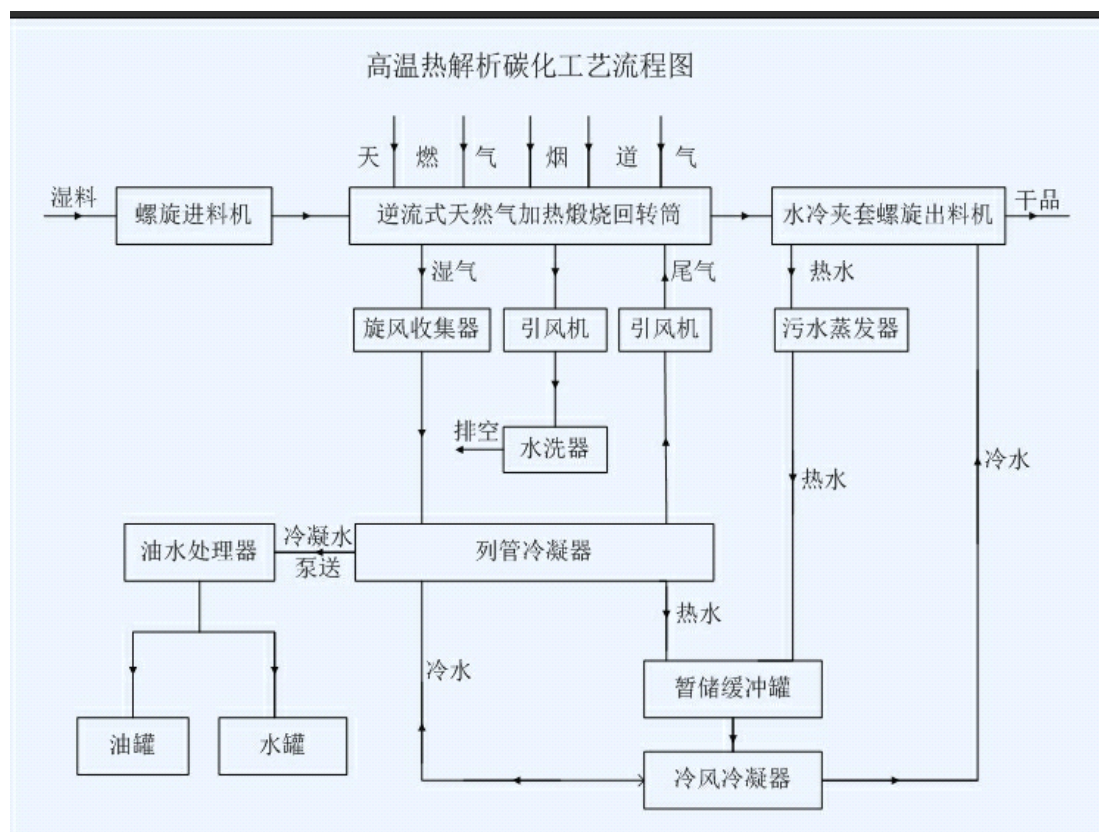 高温热解析碳化工艺流程图
天 燃 气 烟 道 气
湿料
螺旋进料机
逆流式天然气加热煅烧回转筒
水冷夹套螺旋出料机
干品
湿气
尾气
热水
旋风收集器
引风机
引风机
污水蒸发器
排空
水洗器
冷水
热水
油水处理器
冷凝水
泵送
列管冷凝器
热水
冷水
暂储缓冲罐
油罐
水罐
冷风冷凝器